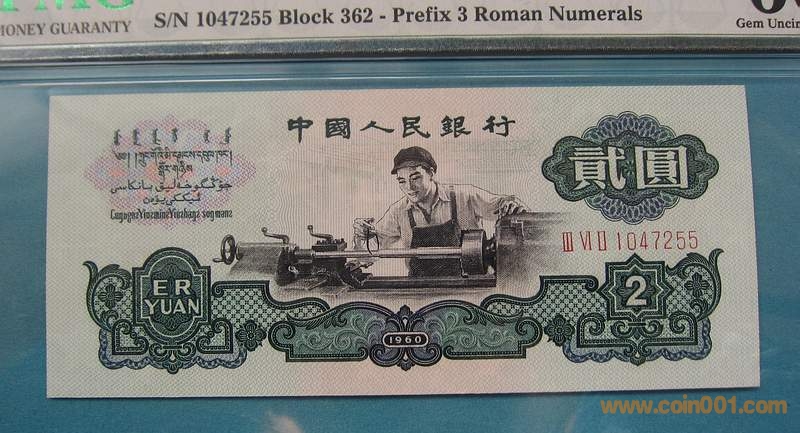 MONEY GUARANTY
S/N 1047255 Block 362 - Prefix 3 Roman Numerals
Gem Uncir
中國人民銀行
貳圓
III VI II 1047255
ER
YUAN
2
1960
www.coin001.com